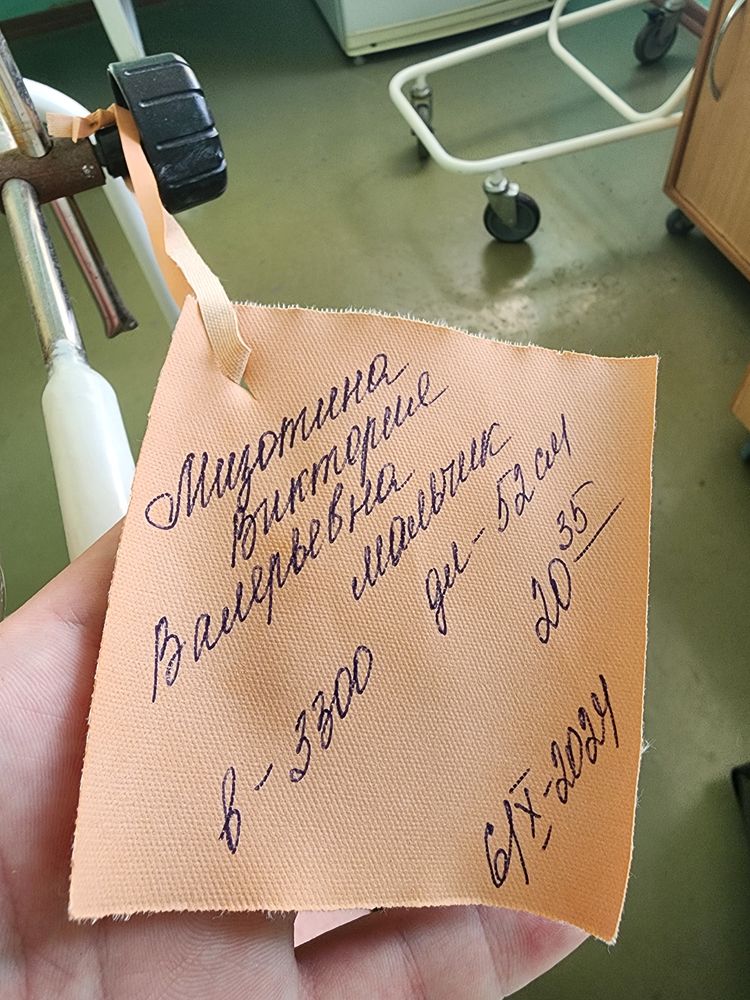 Мизотина
Виктория
Валерьевна
мальчик
в - 3300 дл - 52 см
20 35
6/X - 2024